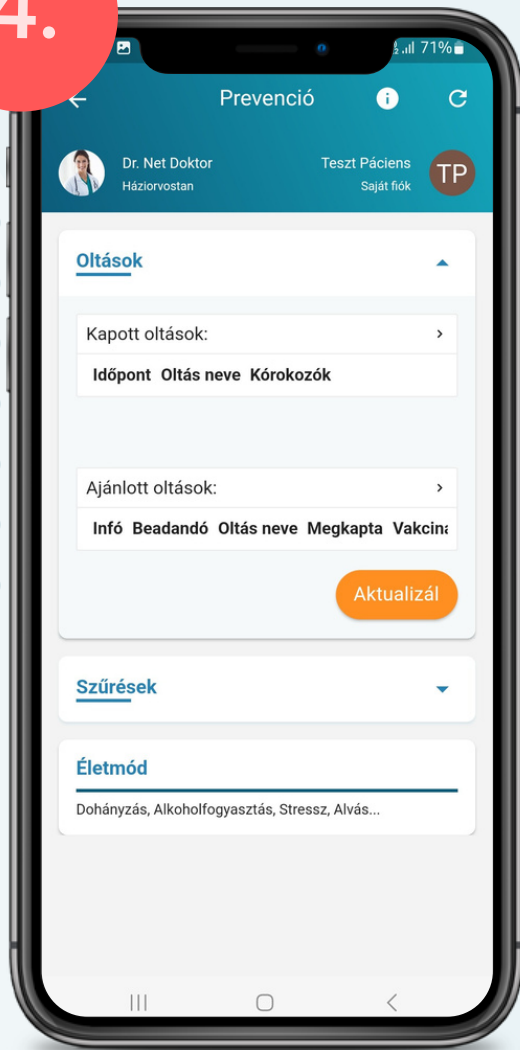 4.
71%
Prevenció
Dr. Net Doktor
Háziorvostan
Teszt Páciens
Saját fiók
TP
Oltások
Kapott oltások:
Időpont Oltás neve Kórokozók
Ajánlott oltások:
Infó Beadandó Oltás neve Megkapta Vakciná
Aktualizál
Szűrések
Életmód
Dohányzás, Alkoholfogyasztás, Stressz, Alvás...